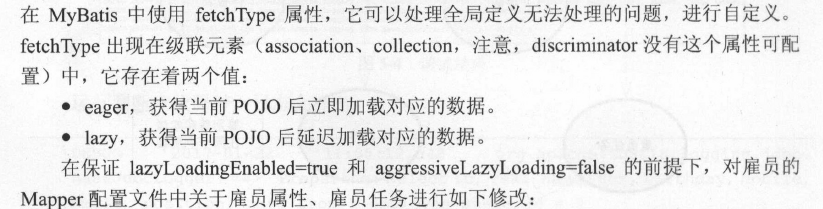 在 MyBatis 中使用 fetchType 属性，它可以处理全局定义无法处理的问题，进行自定义。
fetchType 出现在级联元素（association、collection，注意，discriminator 没有这个属性可配
置）中，它存在着两个值：
● eager，获得当前 POJO 后立即加载对应的数据。
● lazy，获得当前 POJO 后延迟加载对应的数据。
在保证 lazyLoadingEnabled=true 和 aggressiveLazyLoading=false 的前提下，对雇员的
Mapper 配置文件中关于雇员属性、雇员任务进行如下修改：